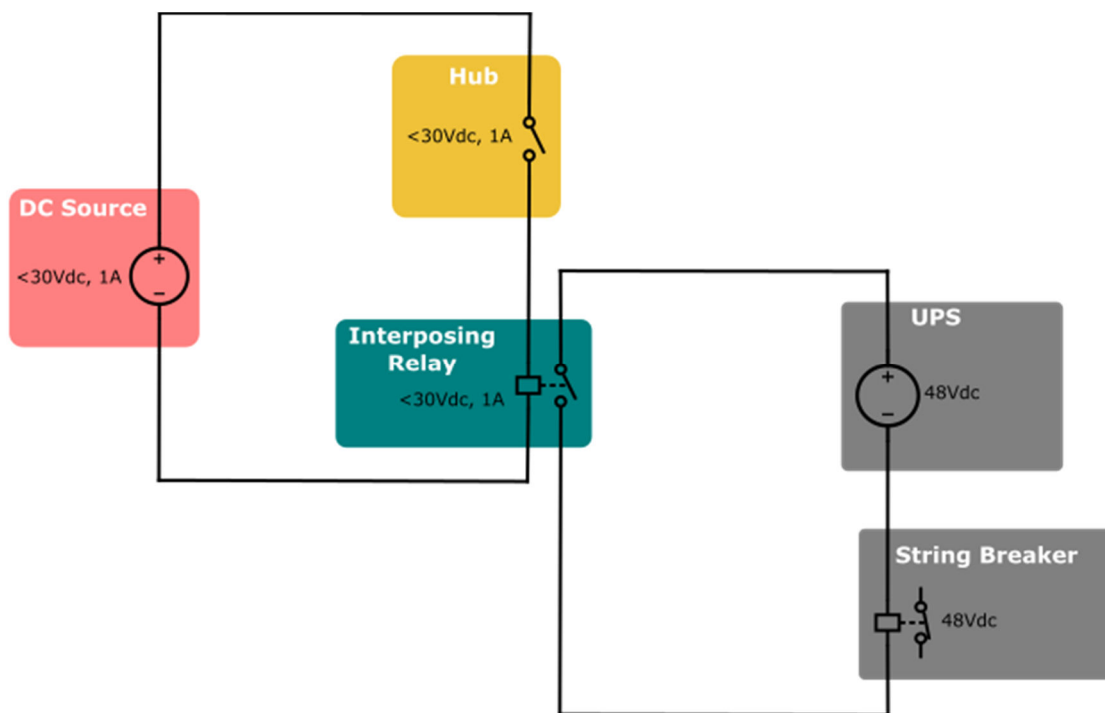 Hub
<30Vdc, 1A
DC Source
<30Vdc, 1A
+
−
Interposing
Relay
<30Vdc, 1A
UPS
+
−
48Vdc
String Breaker
48Vdc